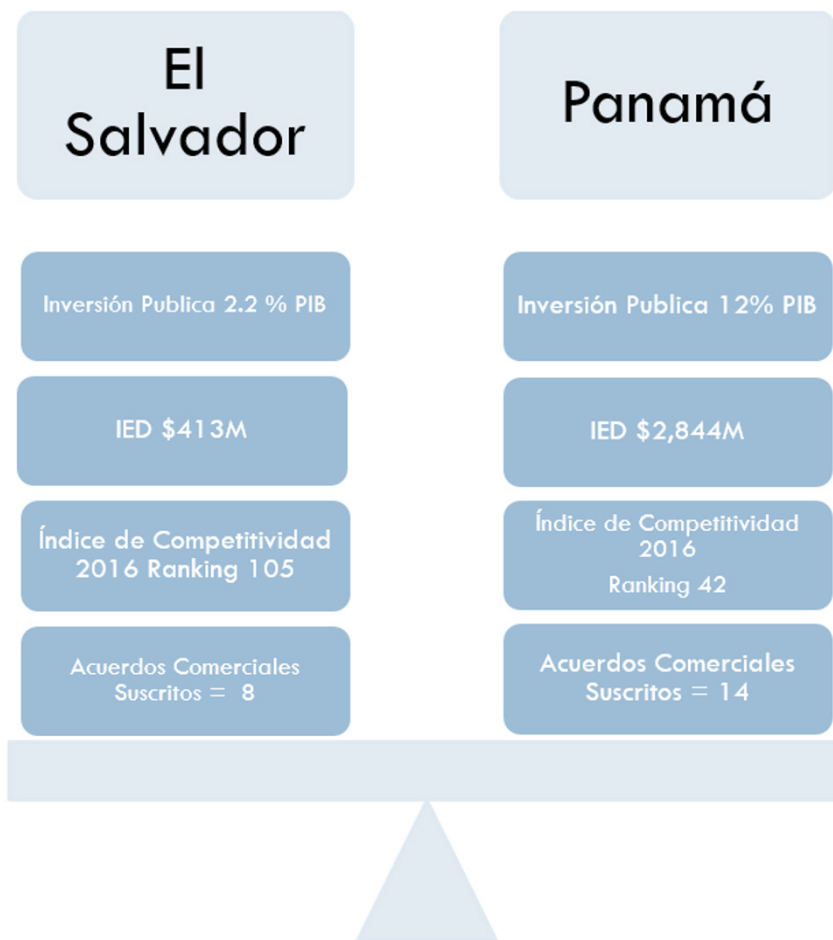 El
Salvador
Inversión Publica 2.2 % PIB
IED $413M
Índice de Competitividad
2016 Ranking 105
Acuerdos Comerciales
Suscritos = 8
Panamá
Inversión Publica 12% PIB
IED $2,844M
Índice de Competitividad
2016
Ranking 42
Acuerdos Comerciales
Suscritos = 14